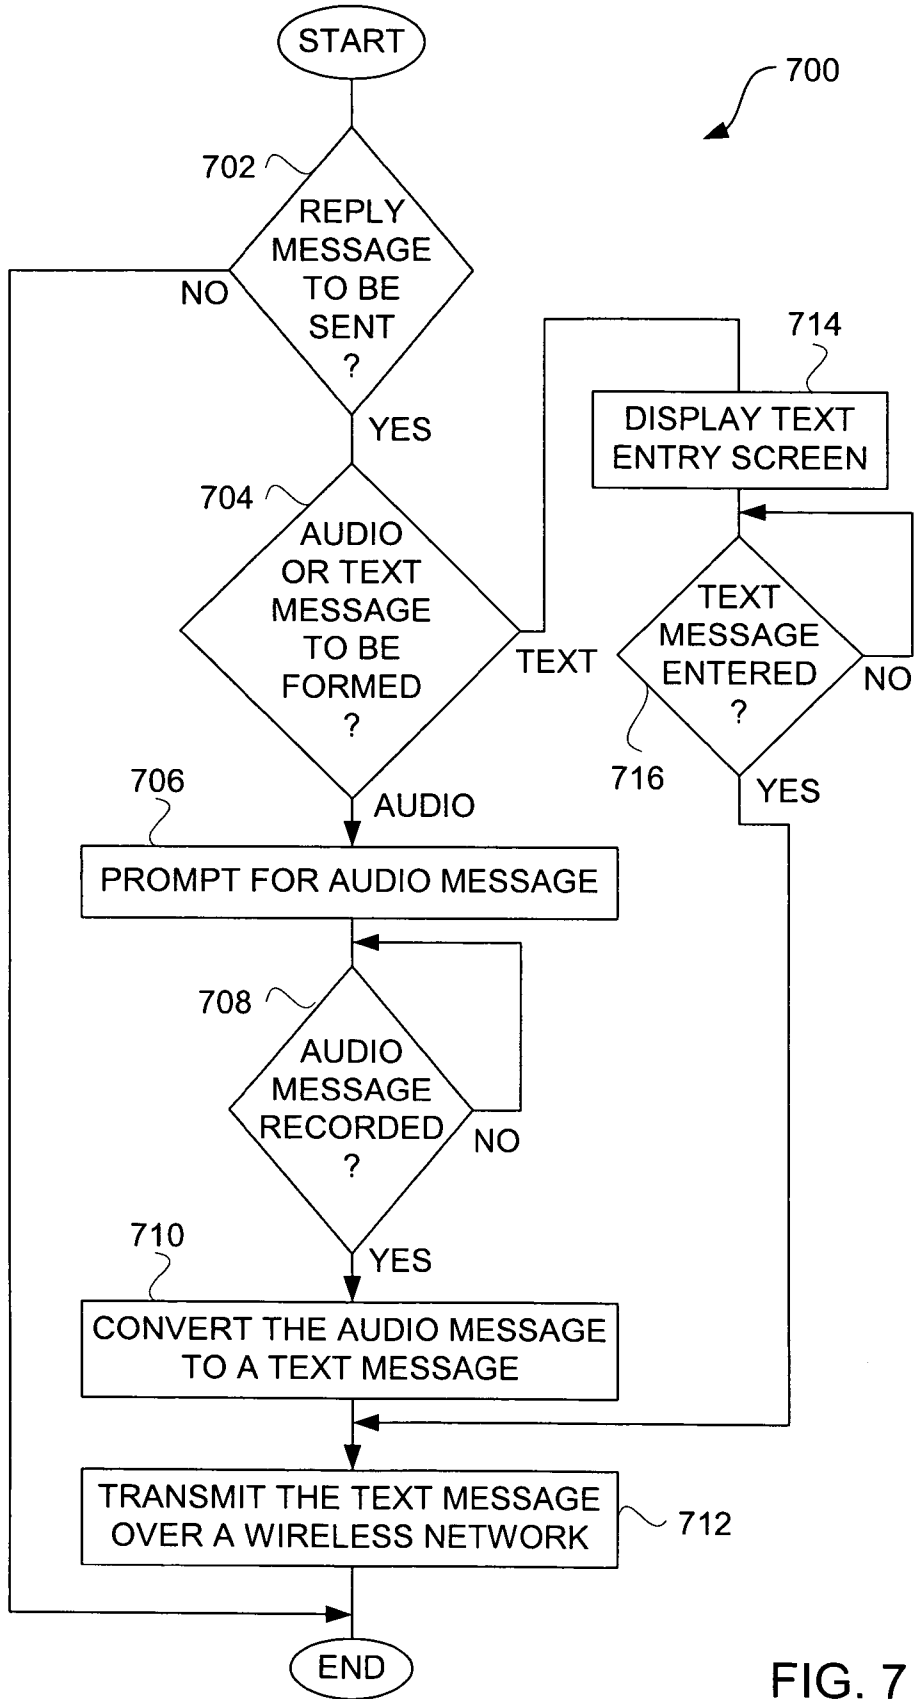 START
700
702
REPLY
MESSAGE
TO BE
SENT
?
NO
YES
714
DISPLAY TEXT
ENTRY SCREEN
704
AUDIO
OR TEXT
MESSAGE
TO BE
FORMED
?
TEXT
TEXT
MESSAGE
ENTERED
?
NO
716
YES
AUDIO
706
PROMPT FOR AUDIO MESSAGE
708
AUDIO
MESSAGE
RECORDED
?
NO
YES
710
CONVERT THE AUDIO MESSAGE
TO A TEXT MESSAGE
TRANSMIT THE TEXT MESSAGE
OVER A WIRELESS NETWORK
712
END
FIG. 7